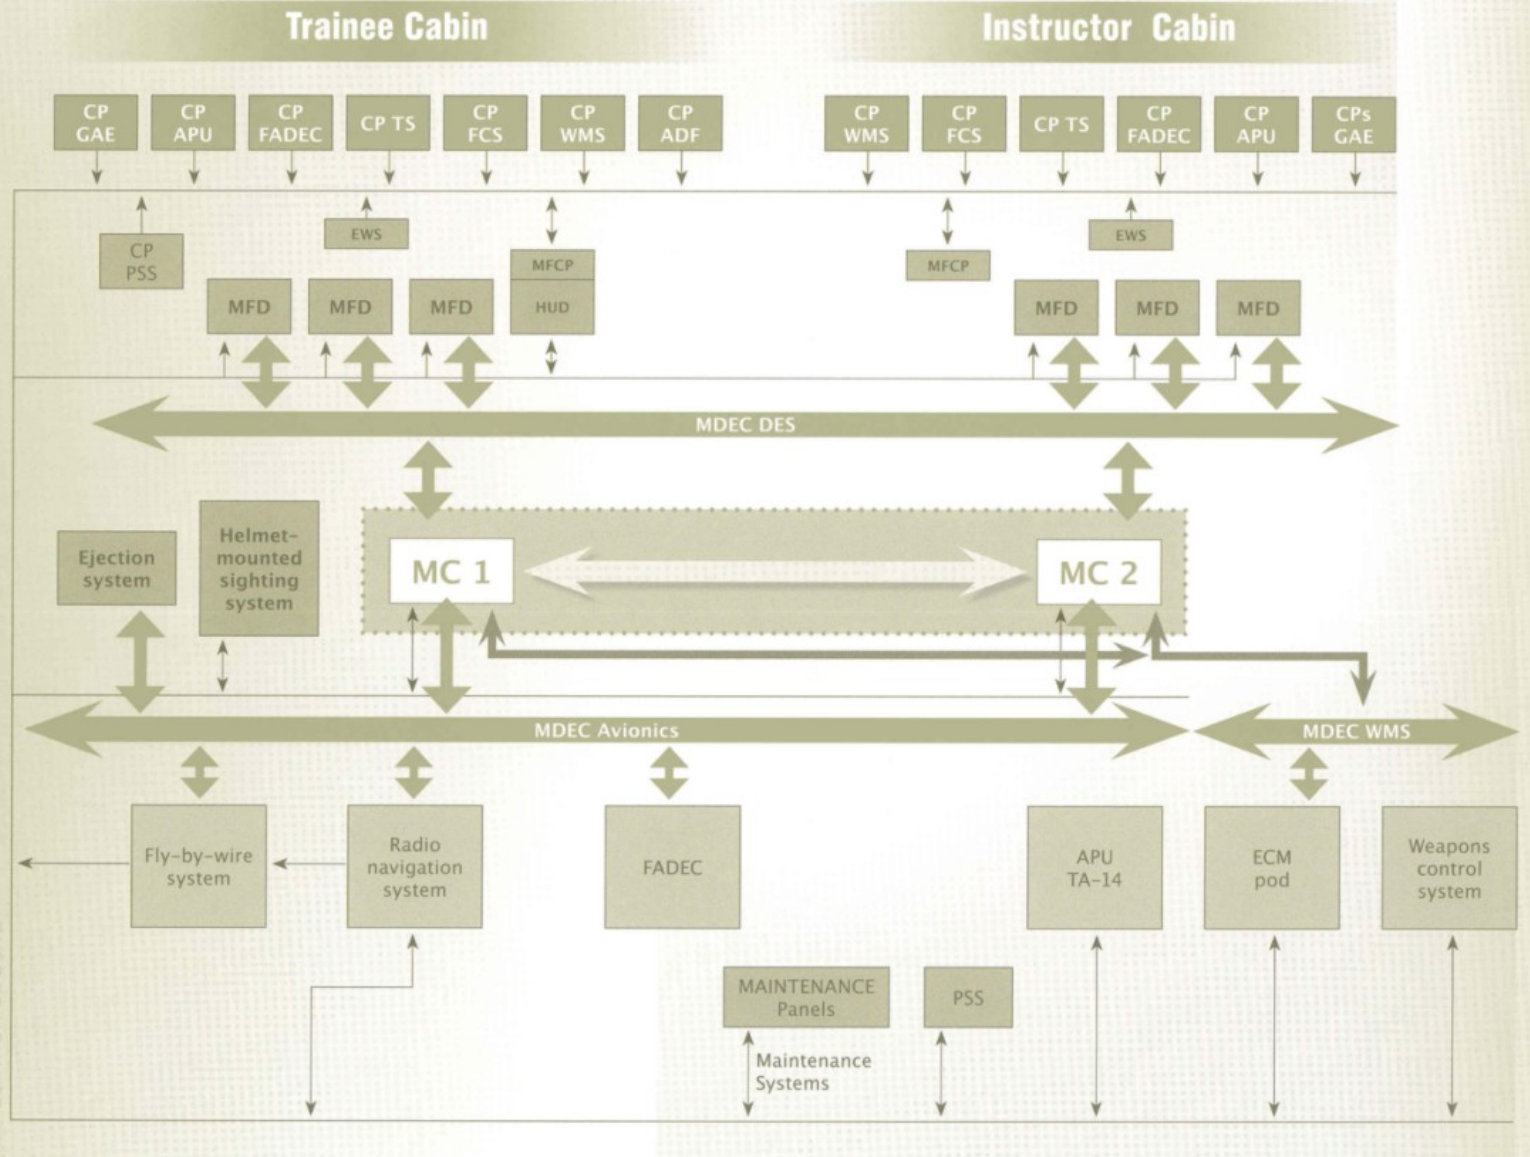 Trainee Cabin
Instructor Cabin
CP
GAE
CP
APU
CP
FADEC
CP TS
CP
FCS
CP
WMS
CP
ADF
CP
WMS
CP
FCS
CP TS
CP
FADEC
CP
APU
CPs
GAE
CP
PSS
EWS
MFCP
HUD
MFD
MFD
MFD
MFCP
EWS
MFD
MFD
MFD
MDEC DES
Ejection
system
Helmet-
mounted
sighting
system
MC 1
MC 2
MDEC Avionics
MDEC WMS
Fly-by-wire
system
Radio
navigation
system
FADEC
APU
TA-14
ECM
pod
Weapons
control
system
MAINTENANCE
Panels
PSS
Maintenance
Systems